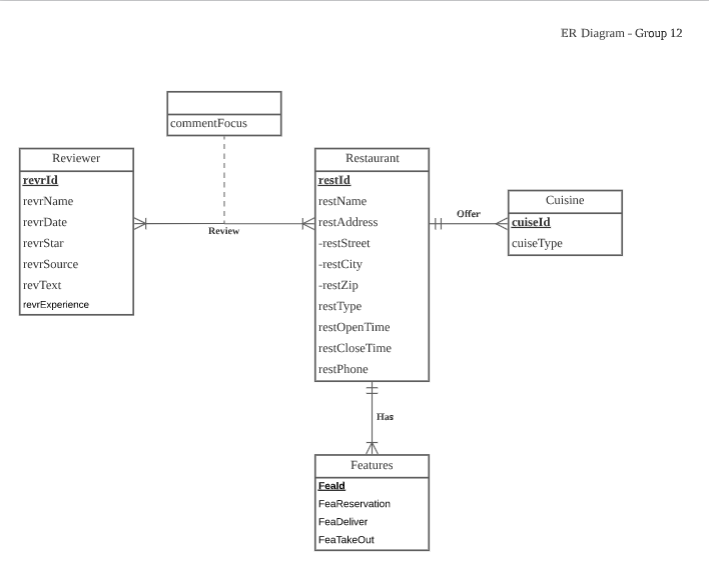 ER Diagram - Group 12
commentFocus
Reviewer
revrId
revrName
revrDate
revrStar
revrSource
revText
revrExperience
Review
Restaurant
restId
restName
restAddress
-restStreet
-restCity
-restZip
restType
restOpenTime
restCloseTime
restPhone
Offer
Cuisine
cuiseId
cuiseType
Has
Features
FeaId
FeaReservation
FeaDeliver
FeaTakeOut